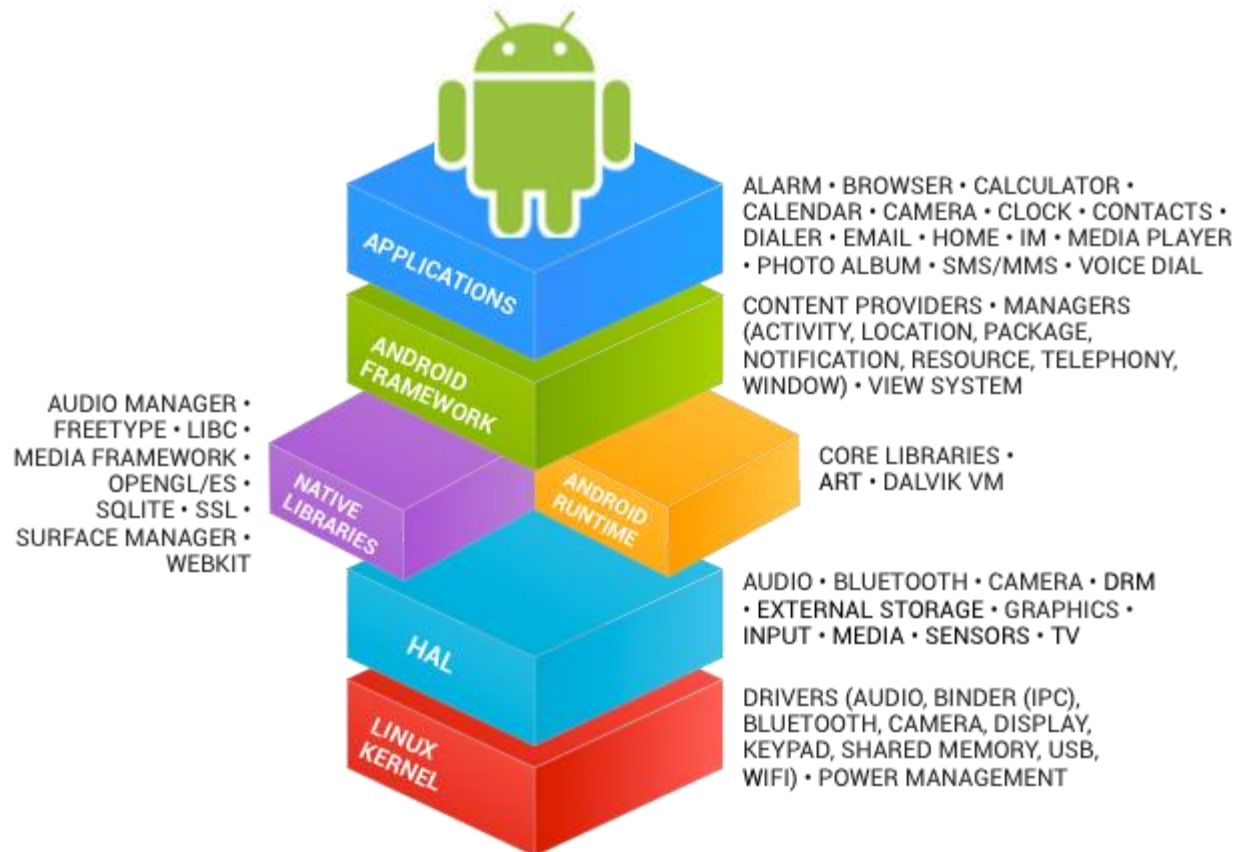 APPLICATIONS
ALARM • BROWSER • CALCULATOR •
CALENDAR • CAMERA • CLOCK • CONTACTS •
DIALER • EMAIL • HOME • IM • MEDIA PLAYER
• PHOTO ALBUM • SMS/MMS • VOICE DIAL
ANDROID
FRAMEWORK
CONTENT PROVIDERS • MANAGERS
(ACTIVITY, LOCATION, PACKAGE,
NOTIFICATION, RESOURCE, TELEPHONY,
WINDOW) • VIEW SYSTEM
AUDIO MANAGER •
FREETYPE • LIBC •
MEDIA FRAMEWORK •
OPENGL/ES •
SQLITE • SSL •
SURFACE MANAGER •
WEBKIT
NATIVE
LIBRARIES
ANDROID
RUNTIME
CORE LIBRARIES •
ART • DALVIK VM
HAL
AUDIO • BLUETOOTH • CAMERA • DRM
• EXTERNAL STORAGE • GRAPHICS •
INPUT • MEDIA • SENSORS • TV
LINUX
KERNEL
DRIVERS (AUDIO, BINDER (IPC),
BLUETOOTH, CAMERA, DISPLAY,
KEYPAD, SHARED MEMORY, USB,
WIFI) • POWER MANAGEMENT